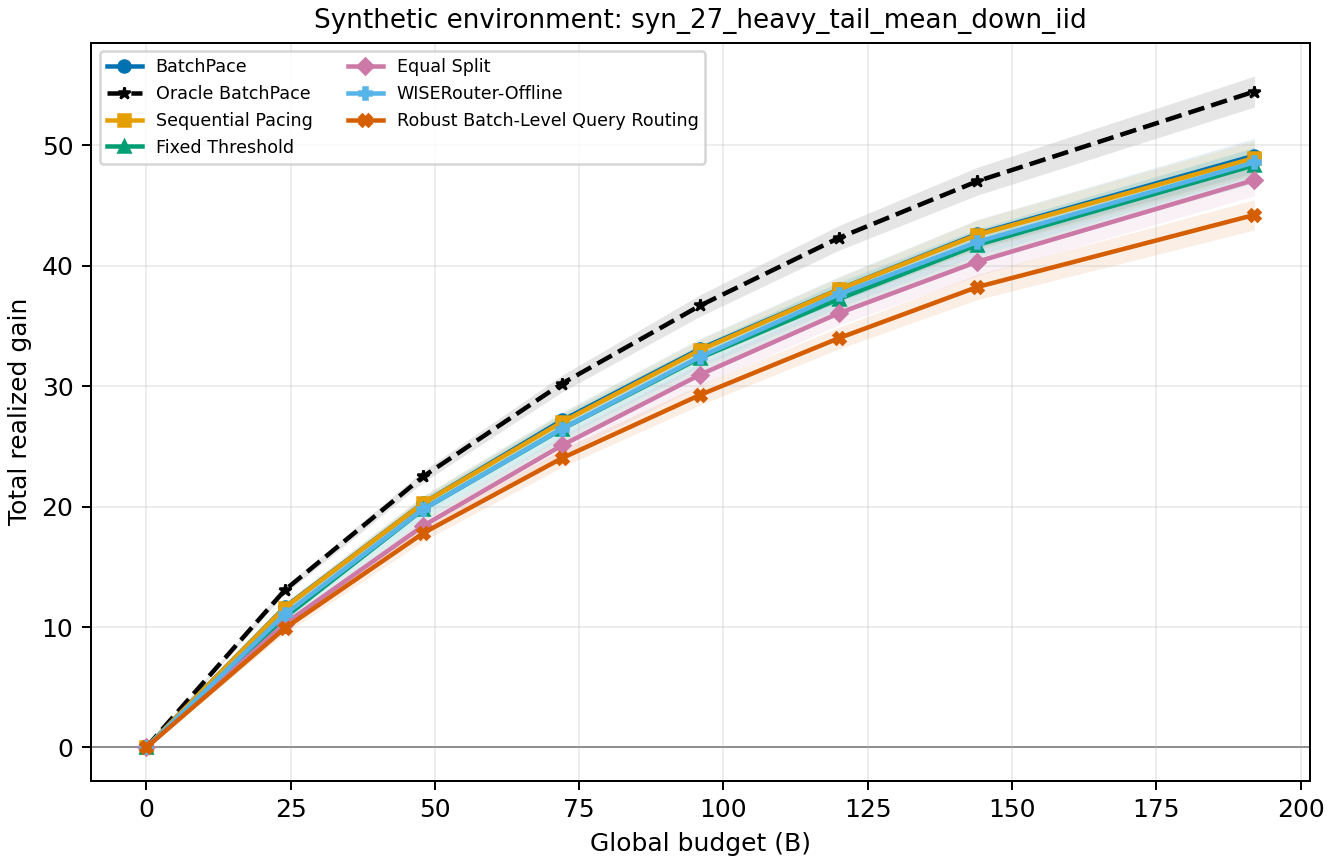 Synthetic environment: syn_27_heavy_tail_mean_down_iid
BatchPace
Oracle BatchPace
Sequential Pacing
Fixed Threshold
Equal Split
WISERouter-Offline
Robust Batch-Level Query Routing
Total realized gain
50
40
30
20
10
0
0 25 50 75 100 125 150 175 200
Global budget (B)